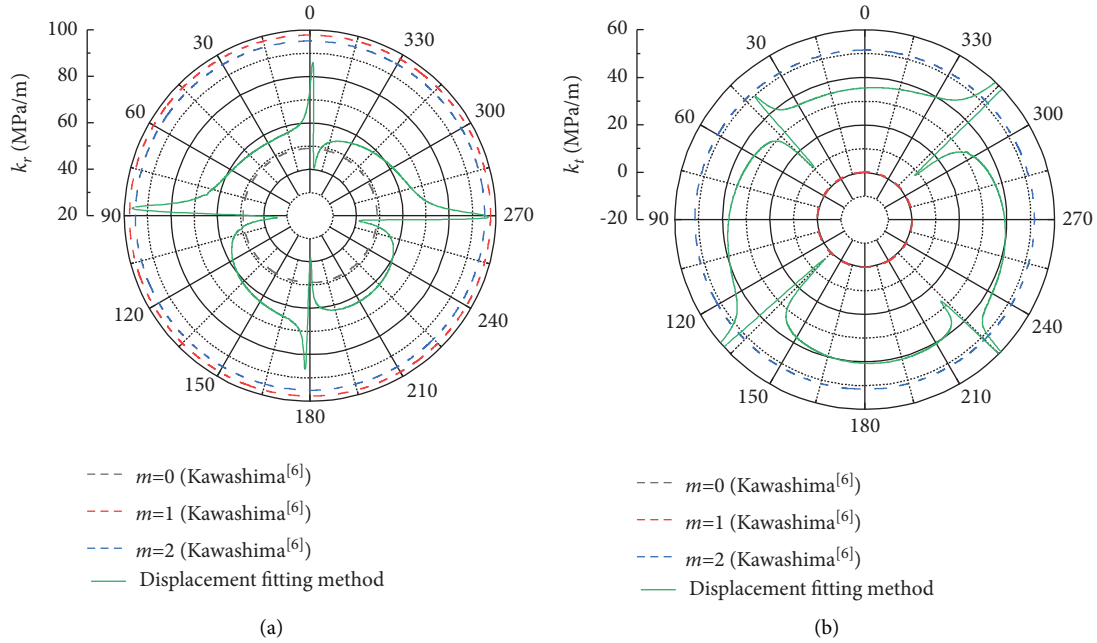 0
30
330
60
300
90
270
120
240
150
210
180
100
80
60
40
20
k_r (MPa/m)
m=0 (Kawashima[6])
m=1 (Kawashima[6])
m=2 (Kawashima[6])
Displacement fitting method
(a)
0
30
330
60
300
90
270
120
240
150
210
180
60
40
20
0
-20
k_t (MPa/m)
m=0 (Kawashima[6])
m=1 (Kawashima[6])
m=2 (Kawashima[6])
Displacement fitting method
(b)